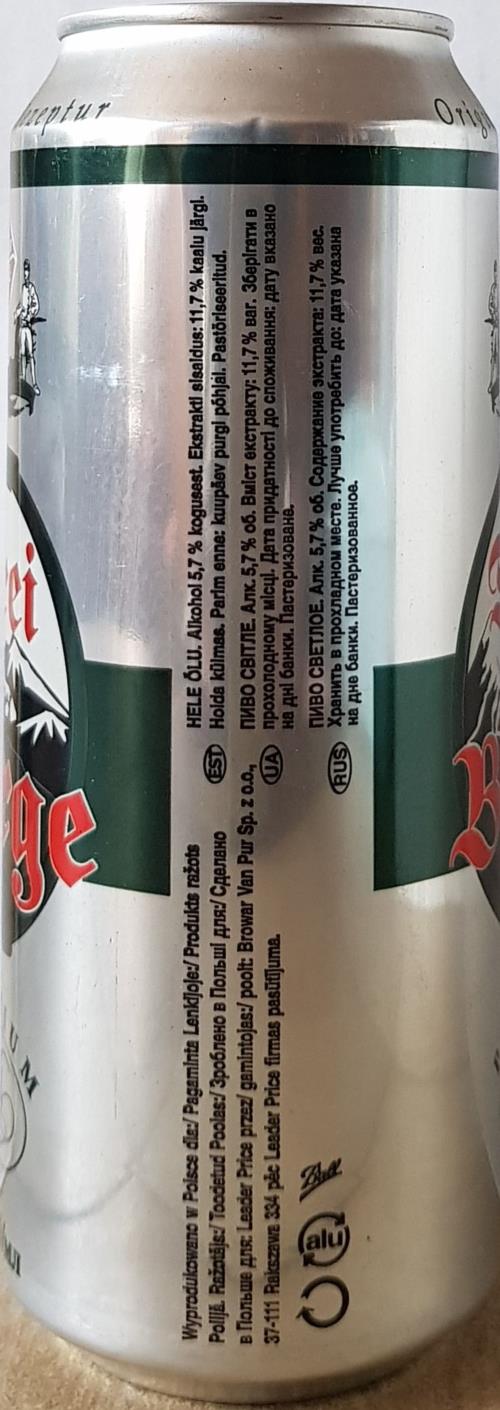 HELE ÕLU. Alkohol 5,7 % kogusest. Ekstrakti sisaldus: 11,7 % kaalu järgi.
Hoida külmas. Parim enne: kuupäev purgi põhjal. Pastöriseeritud.
EST
ПИВО СВІТЛЕ. Алк. 5,7 % об. Вміст екстракту: 11,7 % ваг. Зберігати в
прохолодному місці. Дата придатності до споживання: дату вказано
на дні банки. Пастеризоване.
UA
ПИВО СВЕТЛОЕ. Алк. 5,7 % об. Содержание экстракта: 11,7 % вес.
Хранить в прохладном месте. Лучше употребить до: дата указана
на дне банки. Пастеризованное.
RUS
Wyprodukowano w Polsce dla:/ Pagaminta Lenkijoje:/ Produkts ražots
Polijā. Ražotājs:/ Toodetud Poolas:/ Зроблено в Польші для:/ Сделано
в Польше для: Leader Price przez/ gamintojas:/ poolt: Browar Van Pur Sp. z o.o.,
37-111 Rakszawa 334 pēc Leader Price firmas pasūtījuma.